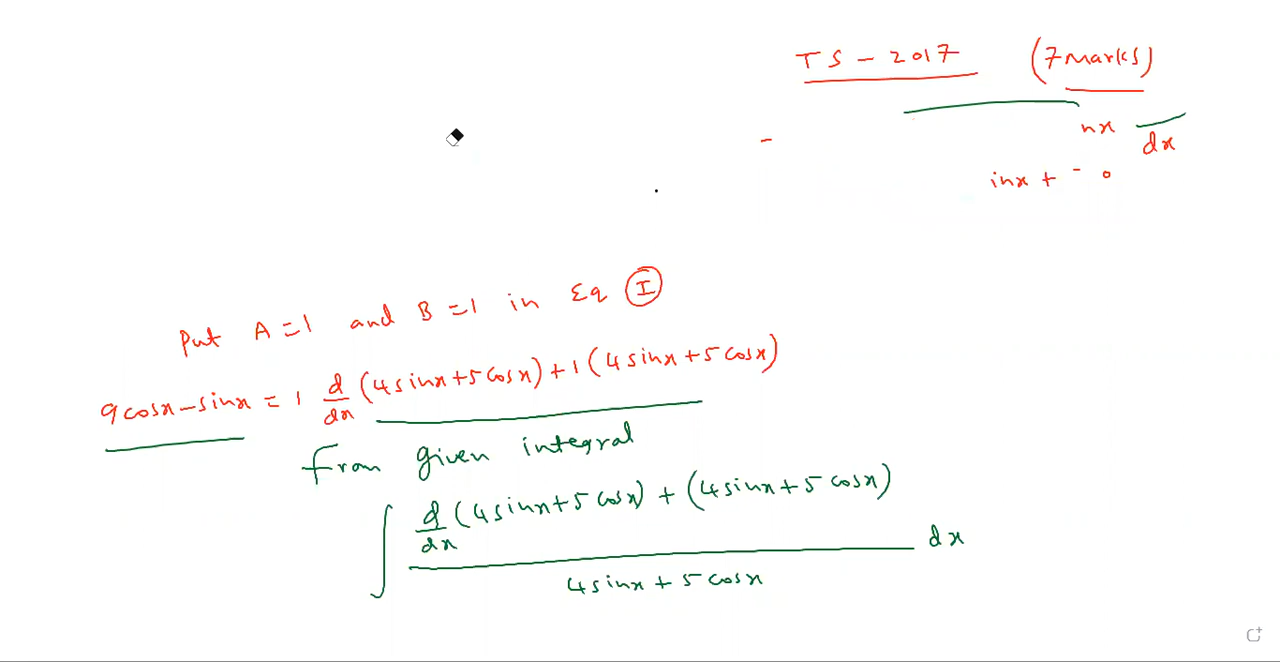 TS - 2017 (7 Marks)
-
nx
dx
inx + - 0
Put A=1 and B=1 in Eq (I)
9cosx-sinx = 1 d/dx (4sinx+5cosx)+1(4sinx+5cosx)
from given integral
∫ d/dx (4sinx+5cosx)+(4sinx+5cosx) dx
4sinx+5cosx